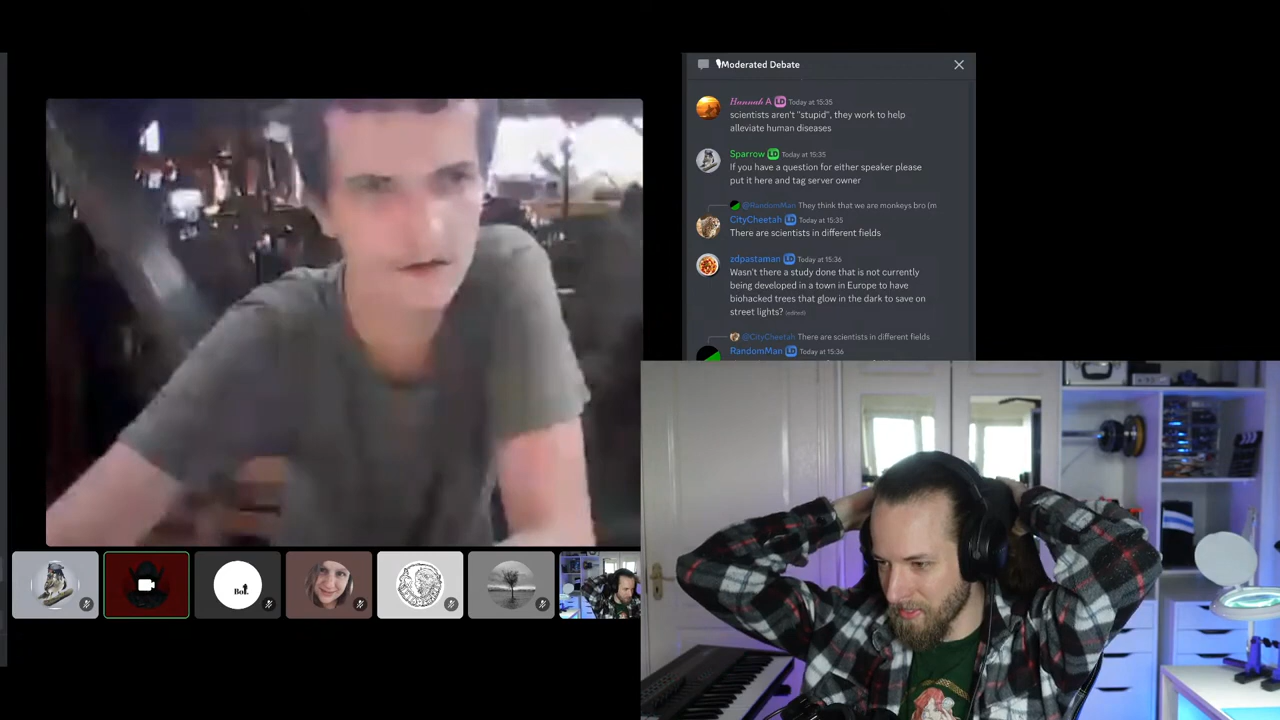 Moderated Debate
Hannah A LD Today at 15:35
scientists aren't "stupid", they work to help
alleviate human diseases
Sparrow LD Today at 15:35
If you have a question for either speaker please
put it here and tag server owner
@RandomMan They think that we are monkeys bro (m
CityCheetah LD Today at 15:35
There are scientists in different fields
zdpastaman LD Today at 15:36
Wasn't there a study done that is not currently
being developed in a town in Europe to have
biohacked trees that glow in the dark to save on
street lights? (edited)
@CityCheetah There are scientists in different fields
RandomMan LD Today at 15:36